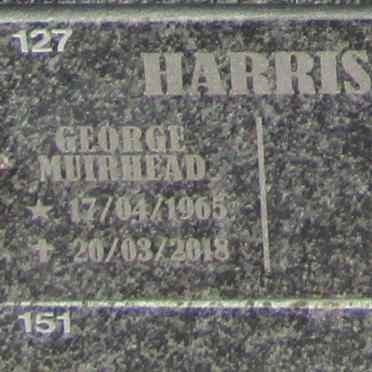 127
HARRIS
GEORGE
MUIRHEAD
★ 17/04/1965
✝ 20/03/2018
151